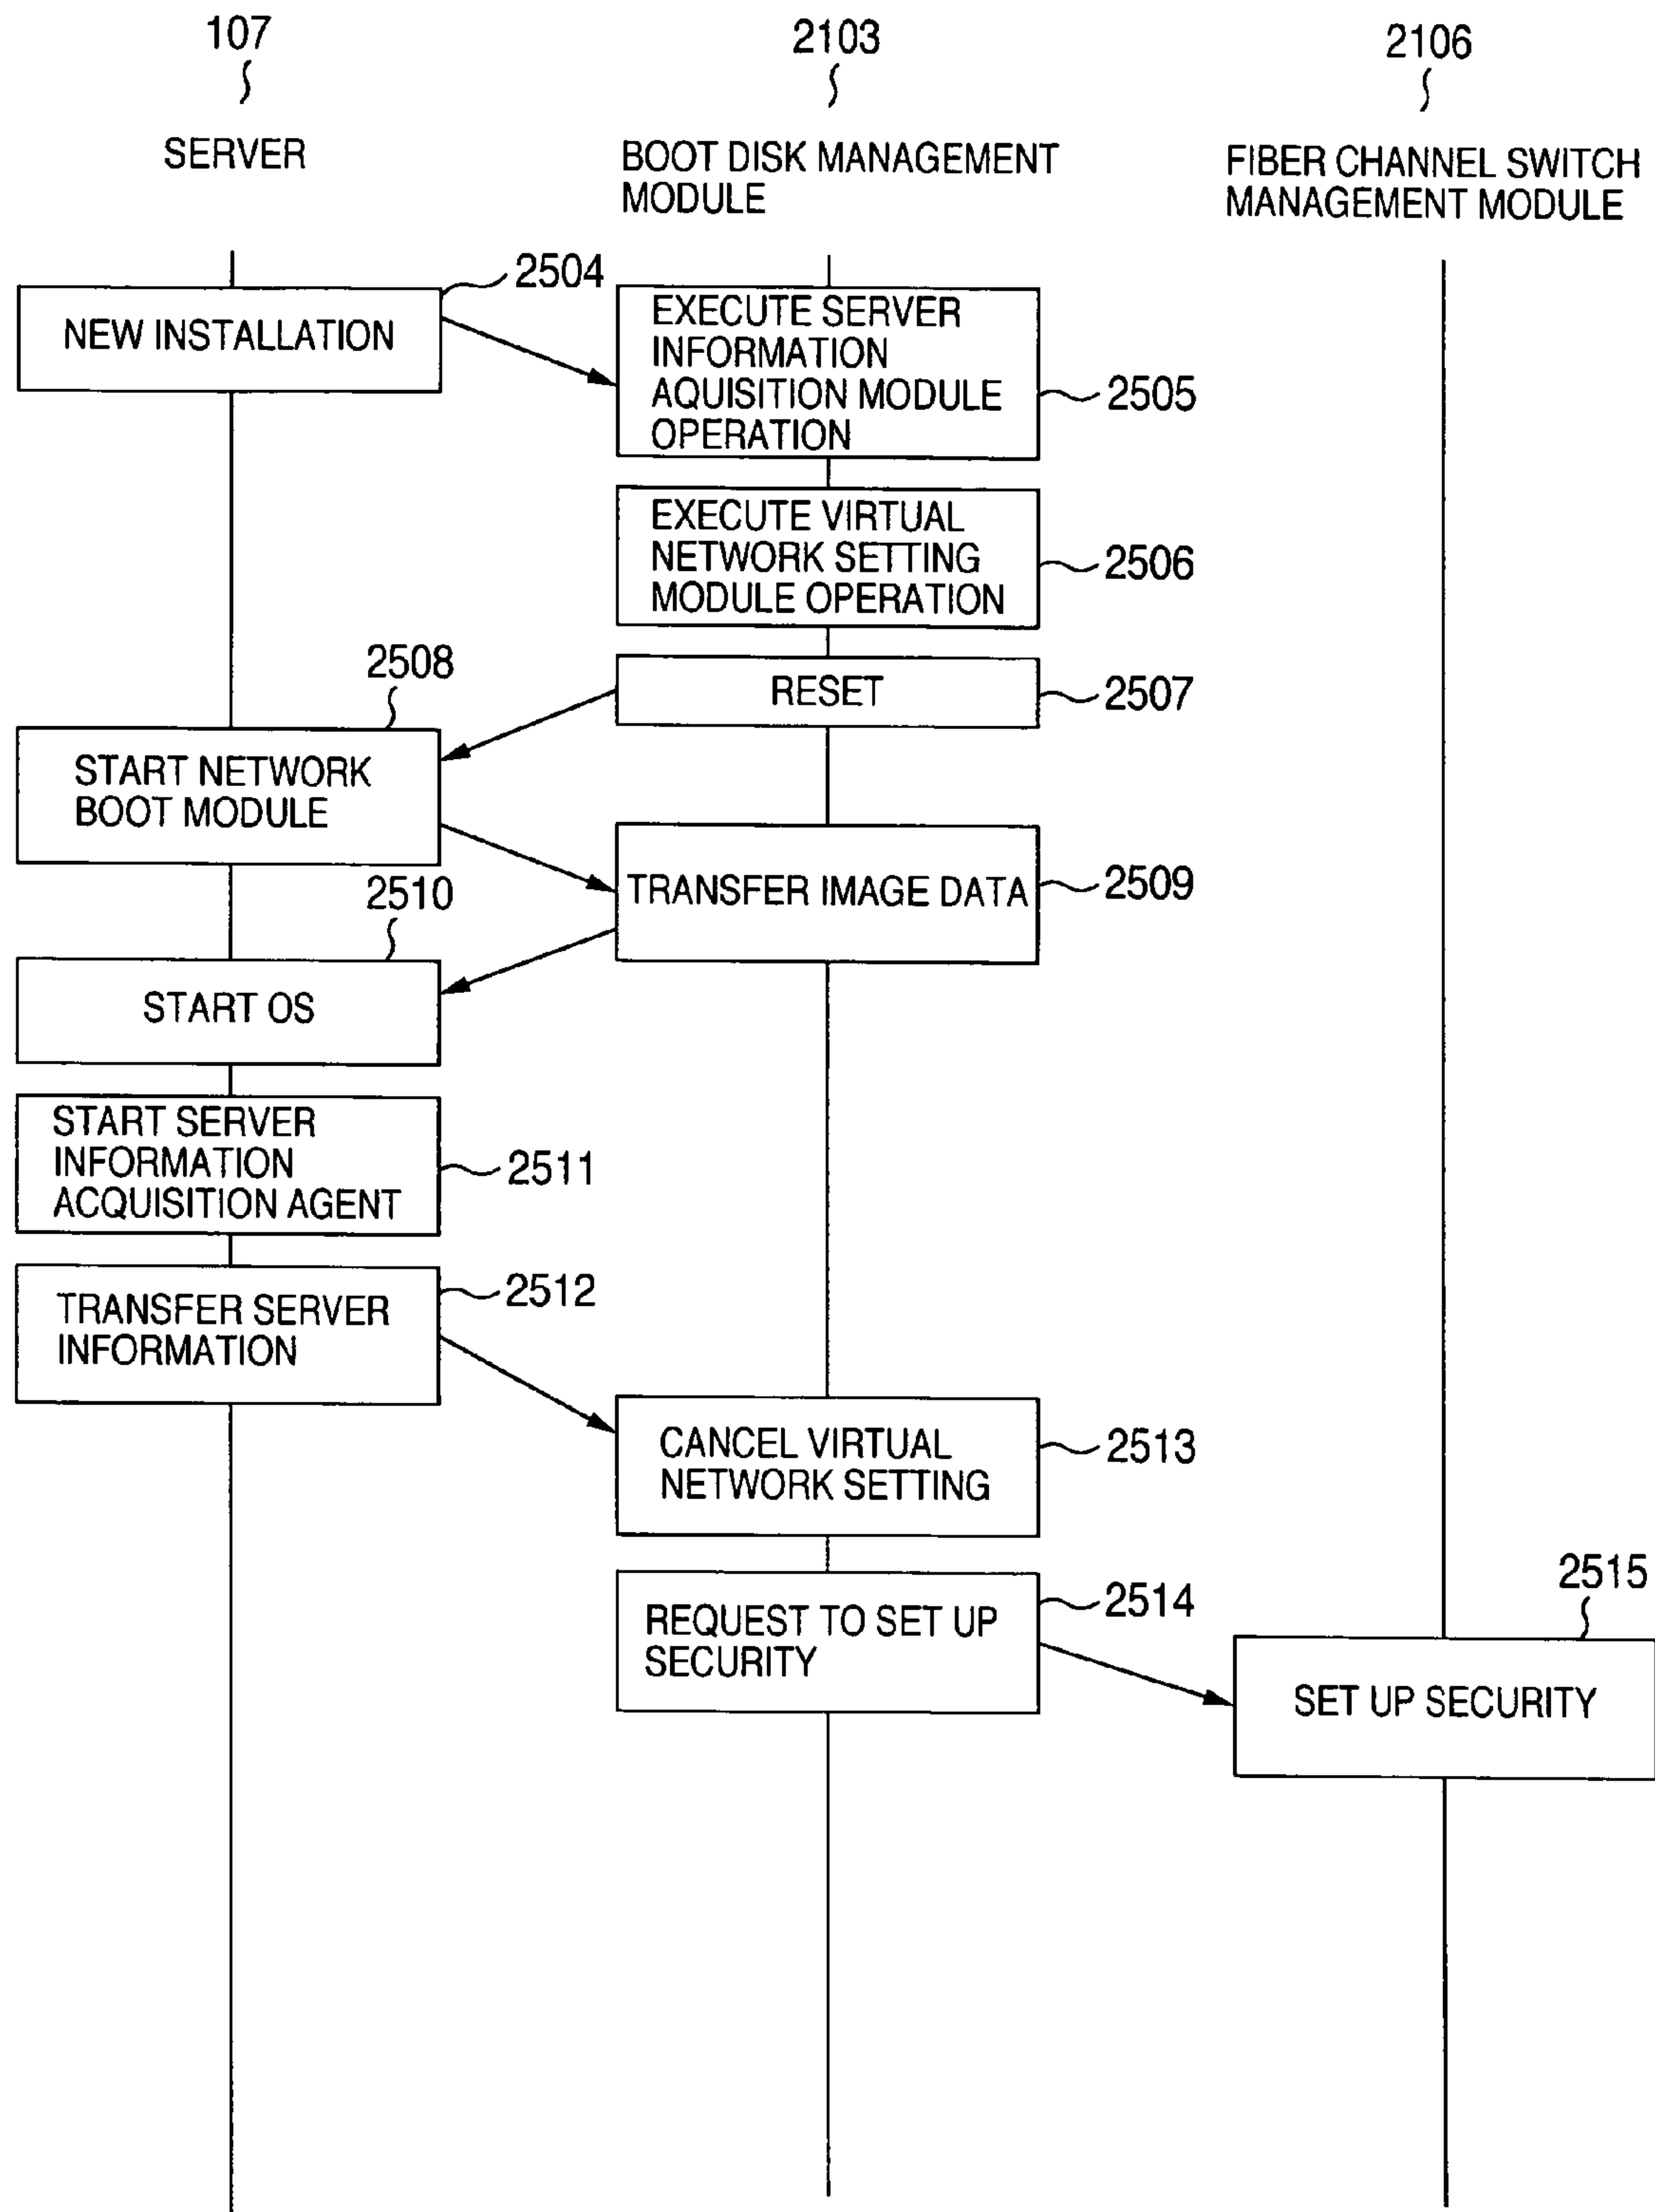 107
2103
2106
SERVER
BOOT DISK MANAGEMENT
MODULE
FIBER CHANNEL SWITCH
MANAGEMENT MODULE
2504
NEW INSTALLATION
EXECUTE SERVER
INFORMATION
AQUISITION MODULE
OPERATION
2505
EXECUTE VIRTUAL
NETWORK SETTING
MODULE OPERATION
2506
RESET
2507
2508
START NETWORK
BOOT MODULE
TRANSFER IMAGE DATA
2509
2510
START OS
START SERVER
INFORMATION
ACQUISITION AGENT
2511
TRANSFER SERVER
INFORMATION
2512
CANCEL VIRTUAL
NETWORK SETTING
2513
REQUEST TO SET UP
SECURITY
2514
2515
SET UP SECURITY